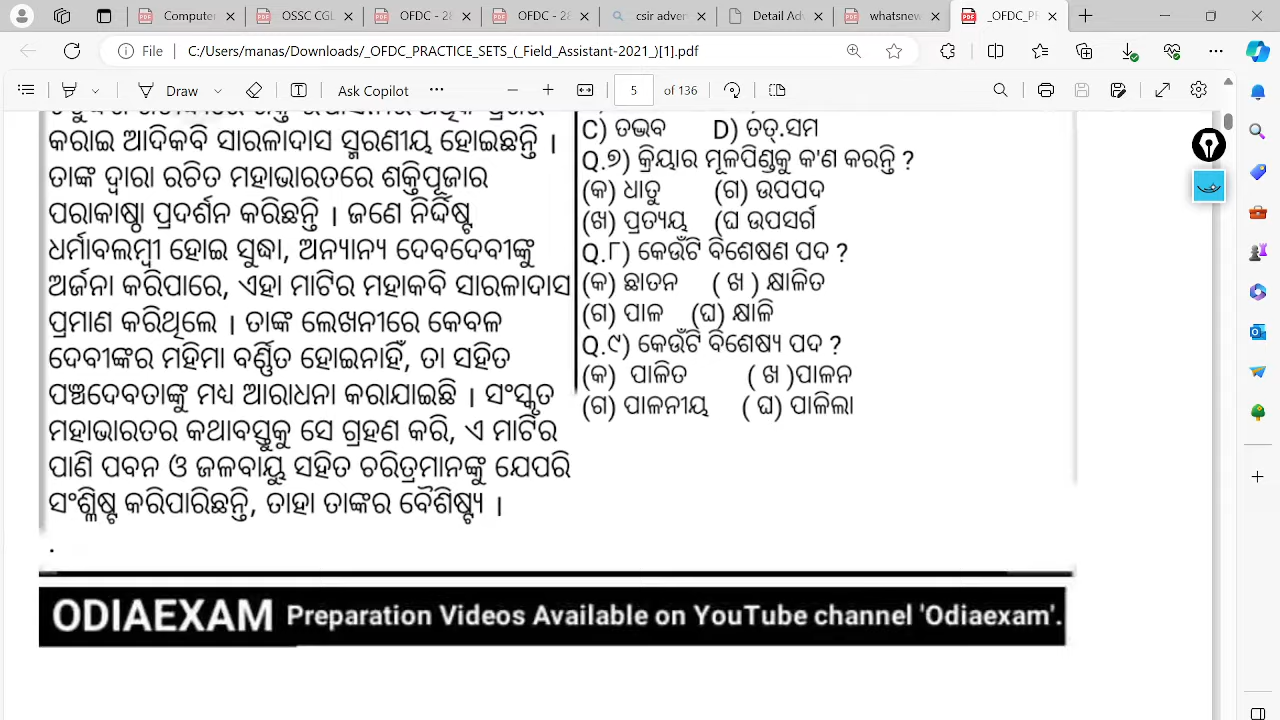 Computer
OSSC CGL
OFDC - 28
OFDC - 28
csir adver
Detail Ad
whatsnew
_OFDC_PR
File C:/Users/manas/Downloads/_OFDC_PRACTICE_SETS_(_Field_Assistant-2021_)[1].pdf
Draw
Ask Copilot
5 of 136
କରାଇ ଆଦିକବି ସାରଳାଦାସ ସ୍ମରଣୀୟ ହୋଇଛନ୍ତି ।
ତାଙ୍କ ଦ୍ୱାରା ରଚିତ ମହାଭାରତରେ ଶକ୍ତିପୂଜାର
ପରାକାଷ୍ଠା ପ୍ରଦର୍ଶନ କରିଛନ୍ତି । ଜଣେ ନିର୍ଦ୍ଦିଷ୍ଟ
ଧର୍ମାବଲମ୍ବୀ ହୋଇ ସୁଦ୍ଧା, ଅନ୍ୟାନ୍ୟ ଦେବଦେବୀଙ୍କୁ
ଅର୍ଜନା କରିପାରେ, ଏହା ମାଟିର ମହାକବି ସାରଳାଦାସ
ପ୍ରମାଣ କରିଥିଲେ । ତାଙ୍କ ଲେଖନୀରେ କେବଳ
ଦେବୀଙ୍କର ମହିମା ବର୍ଣ୍ଣିତ ହୋଇନାହିଁ, ତା ସହିତ
ପଞ୍ଚଦେବତାଙ୍କୁ ମଧ୍ୟ ଆରାଧନା କରାଯାଇଛି । ସଂସ୍କୃତ
ମହାଭାରତର କଥାବସ୍ତୁକୁ ସେ ଗ୍ରହଣ କରି, ଏ ମାଟିର
ପାଣି ପବନ ଓ ଜଳବାୟୁ ସହିତ ଚରିତ୍ରମାନଙ୍କୁ ଯେପରି
ସଂଶ୍ଳିଷ୍ଟ କରିପାରିଛନ୍ତି, ତାହା ତାଙ୍କର ବୈଶିଷ୍ଟ୍ୟ ।
.
C) ତଦ୍ଭବ D) ତତ୍.ସମ
Q.୭) କ୍ରିୟାର ମୂଳପିଣ୍ଡକୁ କ'ଣ କରନ୍ତି ?
(କ) ଧାତୁ (ଗ) ଉପପଦ
(ଖ) ପ୍ରତ୍ୟୟ (ଘ ଉପସର୍ଗ
Q.୮) କେଉଁଟି ବିଶେଷଣ ପଦ ?
(କ) ଛାତନ ( ଖ ) କ୍ଷାଳିତ
(ଗ) ପାଳ (ଘ) କ୍ଷାଳି
Q.୯) କେଉଁଟି ବିଶେଷ୍ୟ ପଦ ?
(କ) ପାଳିତ ( ଖ )ପାଳନ
(ଗ) ପାଳନୀୟ ( ଘ) ପାଳିଲା
ODIAEXAM Preparation Videos Available on YouTube channel 'Odiaexam'.